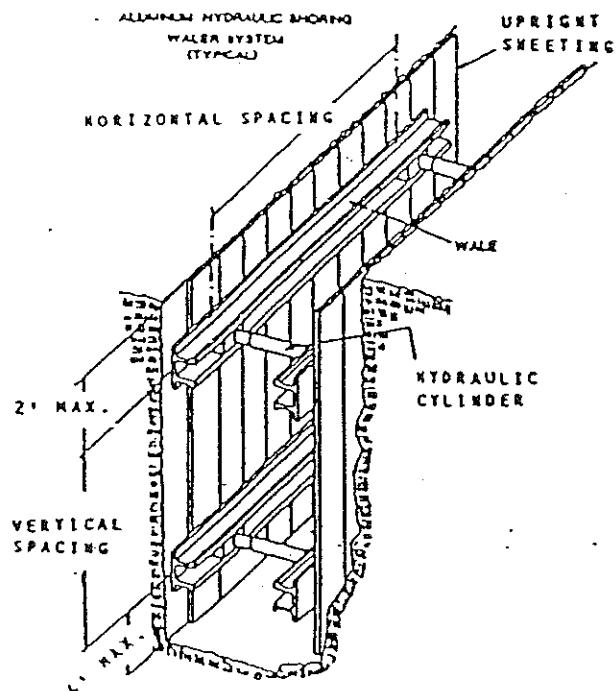 ALUMINUM HYDRAULIC SHORING
WALER SYSTEM
(TYPICAL)
UPRIGHT
SHEETING
HORIZONTAL SPACING
WALE
HYDRAULIC
CYLINDER
2' MAX.
VERTICAL
SPACING
MAX.